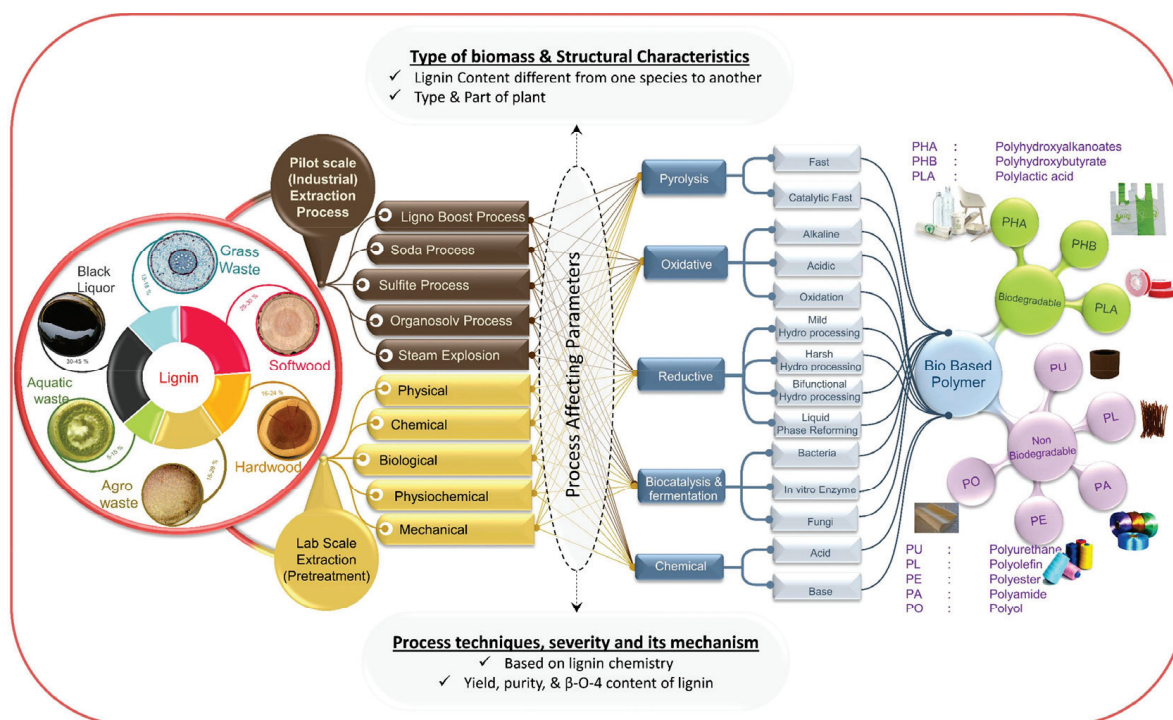 Type of biomass & Structural Characteristics
✓ Lignin Content different from one species to another
✓ Type & Part of plant
Pilot scale
(Industrial)
Extraction
Process
Ligno Boost Process
Soda Process
Sulfite Process
Organosolv Process
Steam Explosion
Physical
Chemical
Biological
Physiochemical
Mechanical
Lab Scale
Extraction
(Pretreatment)
Lignin
Grass
Waste
Black
Liquor
30-45 %
25-30 %
Softwood
Aquatic
waste
5-15 %
Hardwood
Agro
waste
Process Affecting Parameters
Pyrolysis
Fast
Catalytic Fast
Oxidative
Alkaline
Acidic
Oxidation
Reductive
Mild
Hydro processing
Harsh
Hydro processing
Bifunctional
Hydro processing
Liquid
Phase Reforming
Biocatalysis &
fermentation
Bacteria
In vitro Enzyme
Fungi
Chemical
Acid
Base
Bio Based
Polymer
PHA : Polyhydroxyalkanoates
PHB : Polyhydroxybutyrate
PLA : Polylactic acid
PHA
PHB
PLA
Biodegradable
PU
PL
PA
PE
PO
Non
Biodegradable
PU : Polyurethane
PL : Polyolefin
PE : Polyester
PA : Polyamide
PO : Polyol
Process techniques, severity and its mechanism
✓ Based on lignin chemistry
✓ Yield, purity, & β-O-4 content of lignin